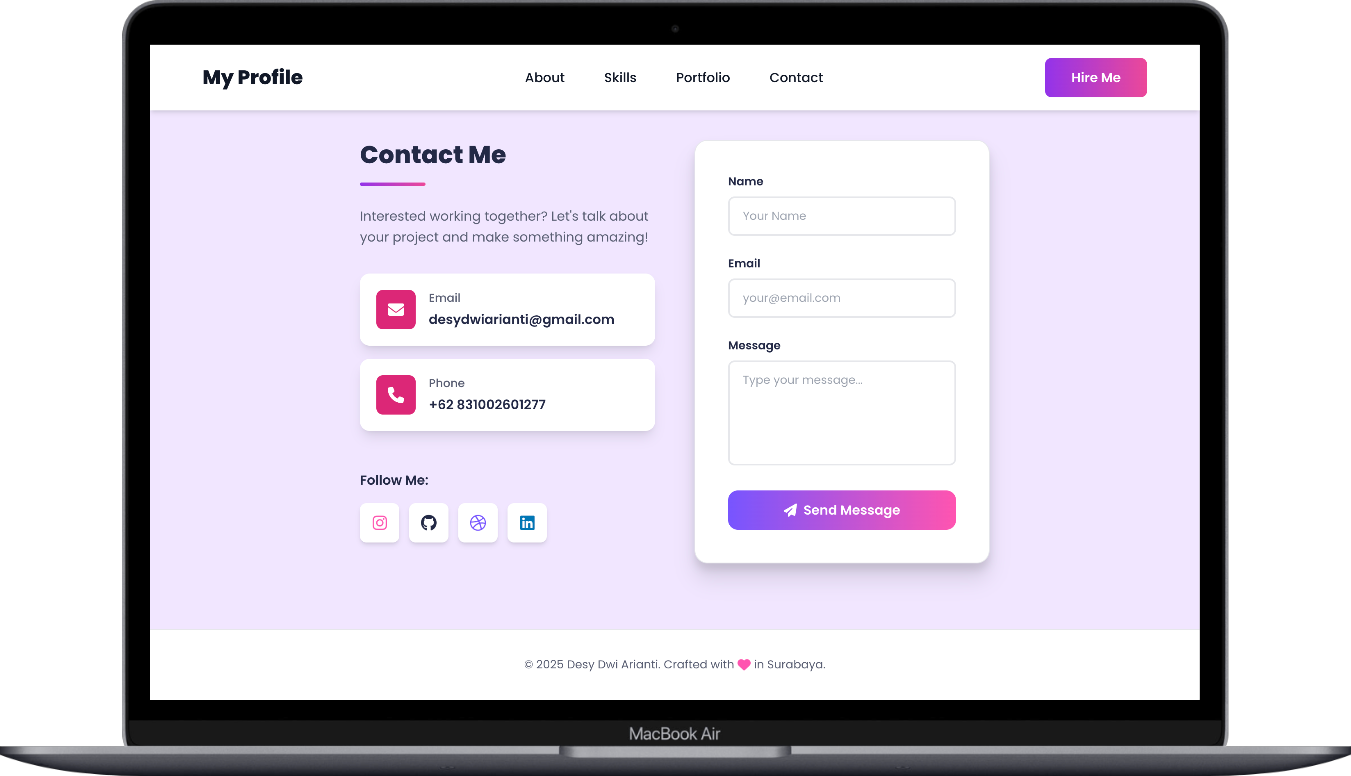 My Profile
About
Skills
Portfolio
Contact
Hire Me
Contact Me
Interested working together? Let's talk about
your project and make something amazing!
Email
desydwiarianti@gmail.com
Phone
+62 831002601277
Follow Me:
Name
Your Name
Email
your@email.com
Message
Type your message...
Send Message
© 2025 Desy Dwi Arianti. Crafted with in Surabaya.
MacBook Air